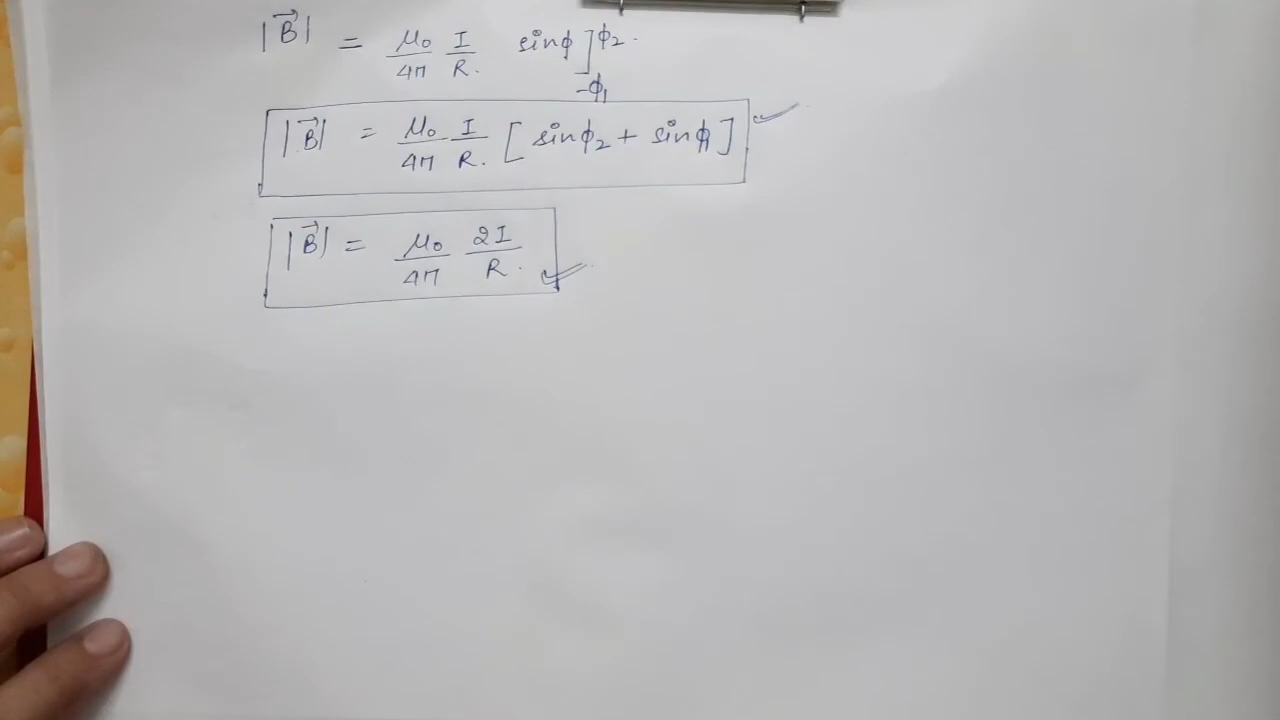 |B⃗| = μ₀/4π I/R. sinφ]φ₂. -φ₁
|B⃗| = μ₀/4π I/R. [sinφ₂ + sinφ₁]
|B⃗| = μ₀/4π 2I/R.